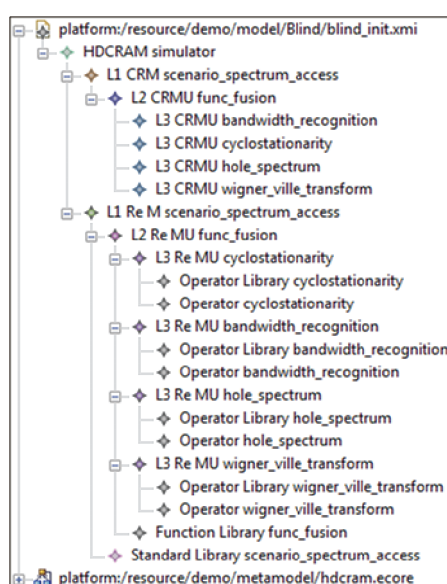 platform:/resource/demo/model/Blind/blind_init.xmi
HDCRAM simulator
L1 CRM scenario_spectrum_access
L2 CRMU func_fusion
L3 CRMU bandwidth_recognition
L3 CRMU cyclostationarity
L3 CRMU hole_spectrum
L3 CRMU wigner_ville_transform
L1 Re M scenario_spectrum_access
L2 Re MU func_fusion
L3 Re MU cyclostationarity
Operator Library cyclostationarity
Operator cyclostationarity
L3 Re MU bandwidth_recognition
Operator Library bandwidth_recognition
Operator bandwidth_recognition
L3 Re MU hole_spectrum
Operator Library hole_spectrum
Operator hole_spectrum
L3 Re MU wigner_ville_transform
Operator Library wigner_ville_transform
Operator wigner_ville_transform
Function Library func_fusion
Standard Library scenario_spectrum_access
platform:/resource/demo/metamodel/hdcram.ecore